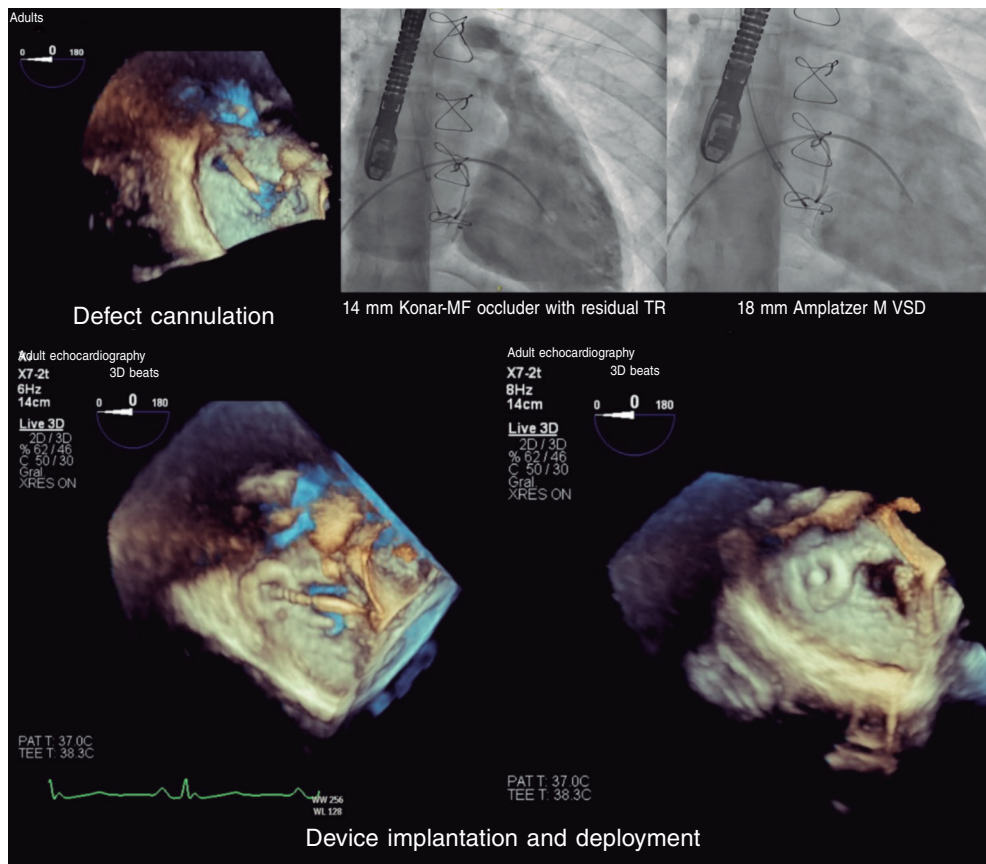 Adults
0 0 180
Defect cannulation
14 mm Konar-MF occluder with residual TR
18 mm Amplatzer M VSD
Adult echocardiography
X7-2t
3D beats
6Hz
14cm
0 0 180
Live 3D
2D / 3D
% 62 / 46
C 50 / 30
Gral
XRES ON
PAT T: 37.0C
TEE T: 38.3C
WW 256
WL 128
Adult echocardiography
X7-2t
3D beats
8Hz
14cm
0 0 180
Live 3D
2D / 3D
% 62 / 46
C 50 / 30
Gral
XRES ON
PAT T: 37.0C
TEE T: 38.3C
Device implantation and deployment